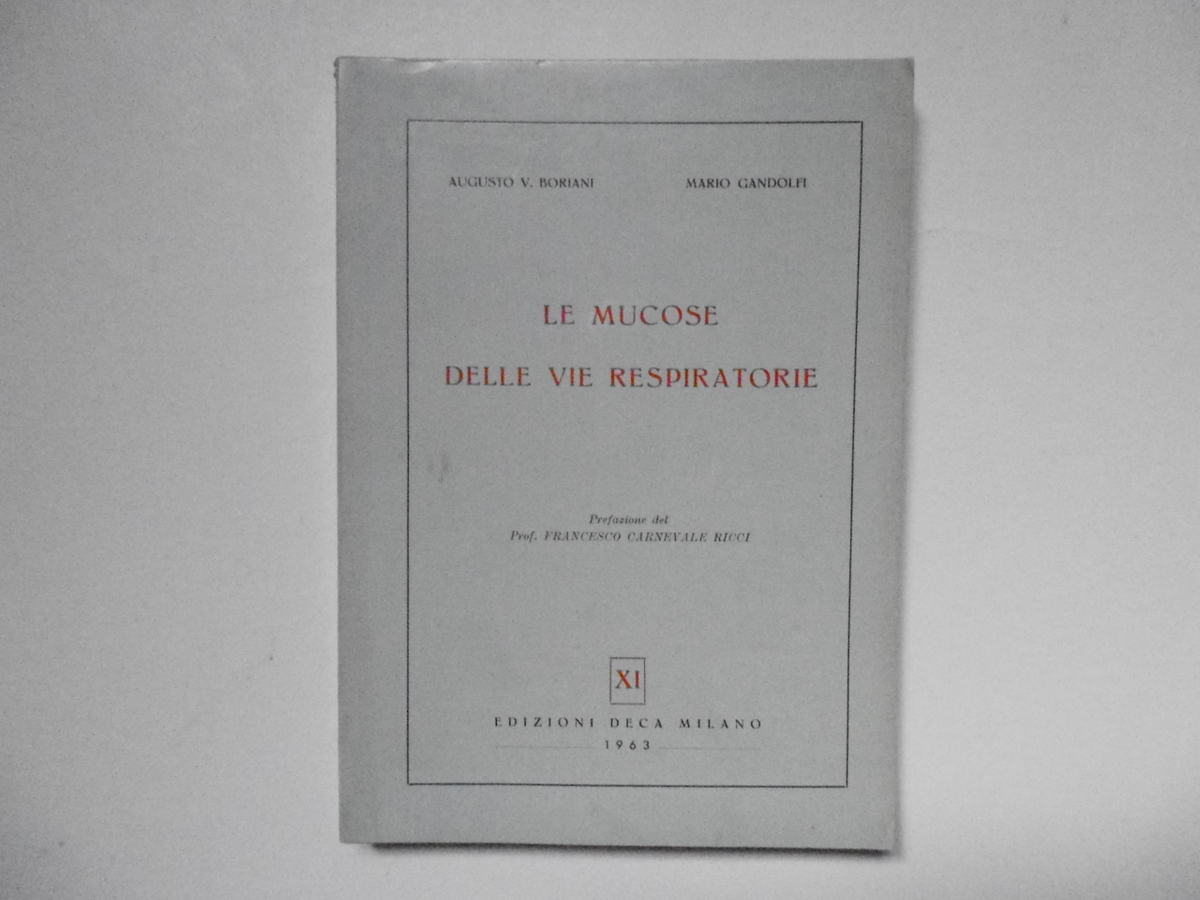 AUGUSTO V. BORIANI MARIO GANDOLFI
LE MUCOSE
DELLE VIE RESPIRATORIE
Prefazione del
Prof. FRANCESCO CARNEVALE RICCI
XI
EDIZIONI DECA MILANO
1963